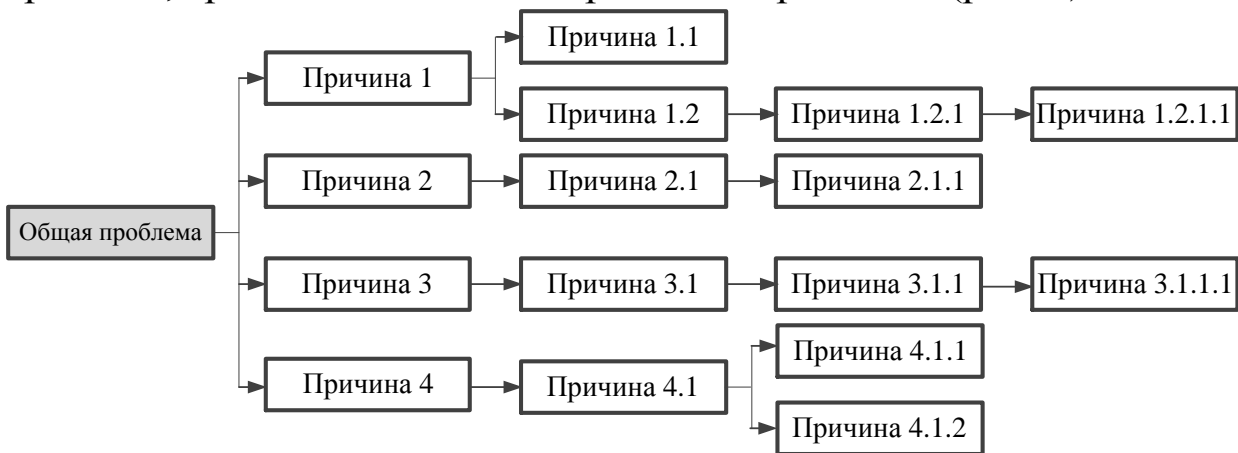 Причина 1.1
Причина 1
Причина 1.2
Причина 1.2.1
Причина 1.2.1.1
Причина 2
Причина 2.1
Причина 2.1.1
Общая проблема
Причина 3
Причина 3.1
Причина 3.1.1
Причина 3.1.1.1
Причина 4.1.1
Причина 4
Причина 4.1
Причина 4.1.2